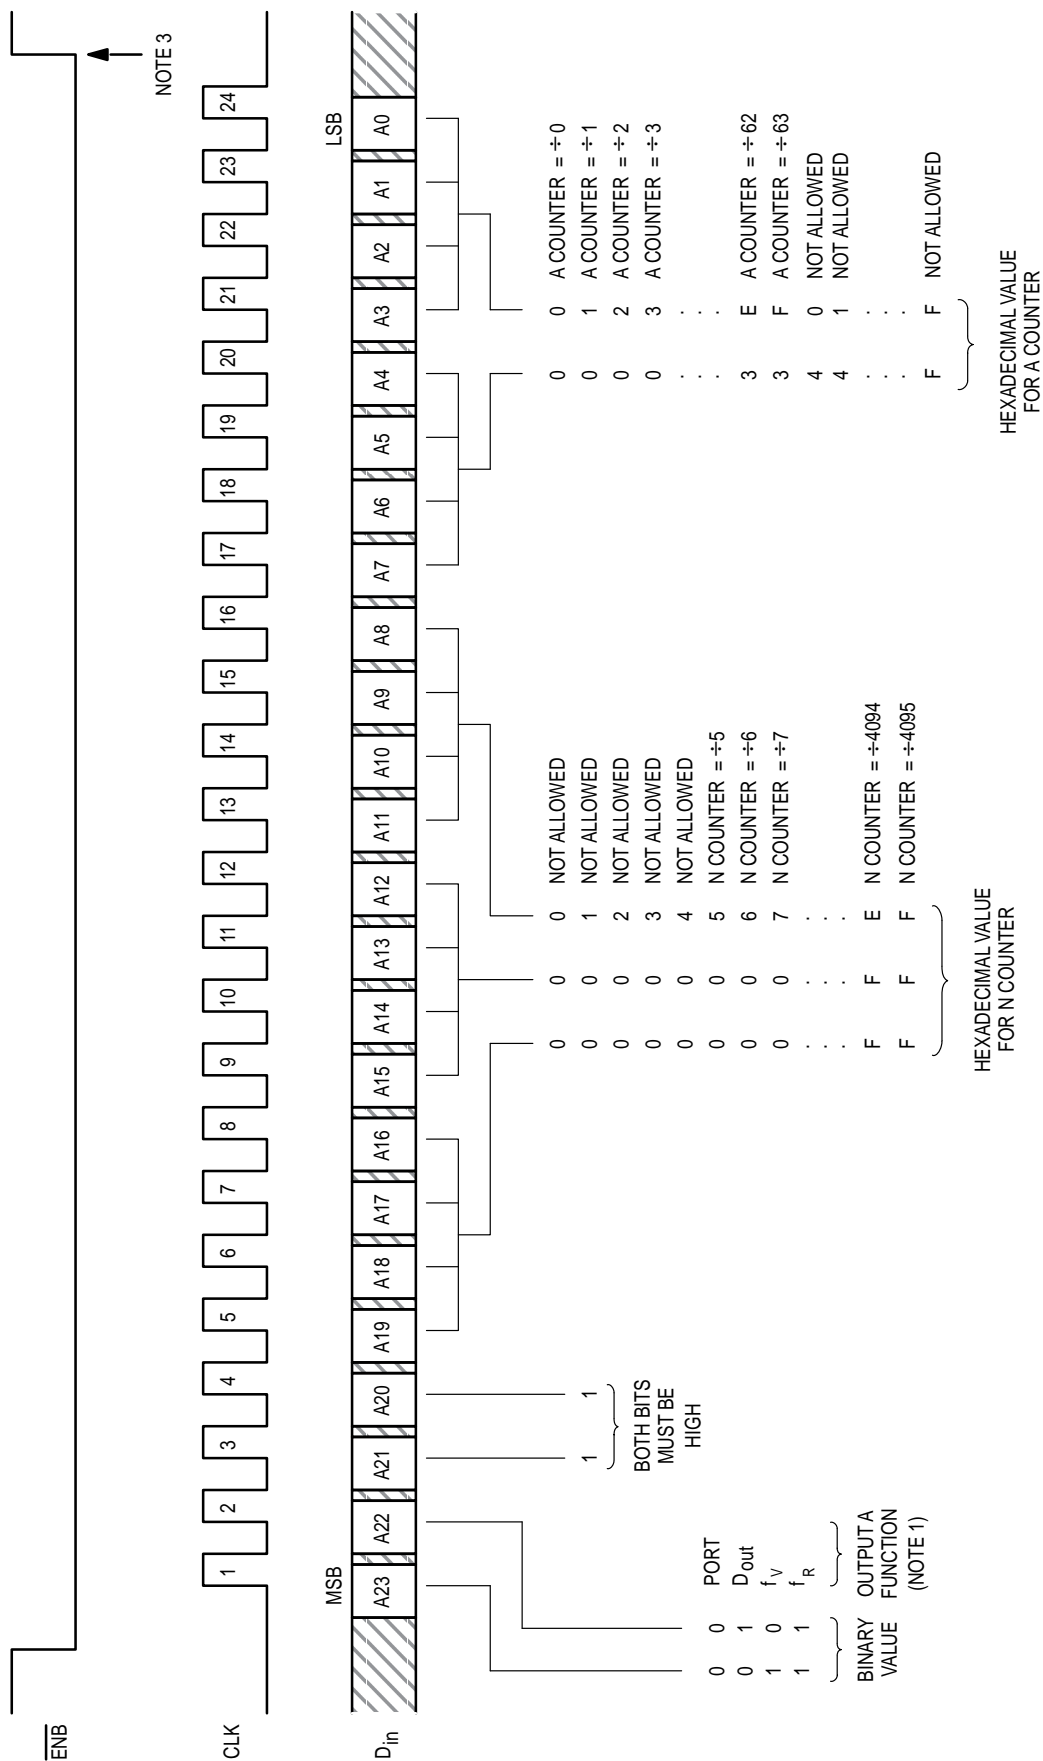 ENB
NOTE 3
CLK
1 2 3 4 5 6 7 8 9 10 11 12 13 14 15 16 17 18 19 20 21 22 23 24
MSB LSB
Din
A23 A22 A21 A20 A19 A18 A17 A16 A15 A14 A13 A12 A11 A10 A9 A8 A7 A6 A5 A4 A3 A2 A1 A0
0 0 PORT
0 1 Dout
1 0 fV
1 1 fR
BINARY
VALUE
OUTPUT A
FUNCTION
(NOTE 1)
1 1
BOTH BITS
MUST BE
HIGH
0 0 0 NOT ALLOWED
0 0 1 NOT ALLOWED
0 0 2 NOT ALLOWED
0 0 3 NOT ALLOWED
0 0 4 NOT ALLOWED
0 0 5 N COUNTER = ÷5
0 0 6 N COUNTER = ÷6
0 0 7 N COUNTER = ÷7
. . .
. . .
. . .
F F E N COUNTER = ÷4094
F F F N COUNTER = ÷4095
HEXADECIMAL VALUE
FOR N COUNTER
0 0 A COUNTER = ÷0
0 1 A COUNTER = ÷1
0 2 A COUNTER = ÷2
0 3 A COUNTER = ÷3
. .
. .
. .
3 E A COUNTER = ÷62
3 F A COUNTER = ÷63
4 0 NOT ALLOWED
4 1 NOT ALLOWED
. .
. .
. .
F F NOT ALLOWED
HEXADECIMAL VALUE
FOR A COUNTER